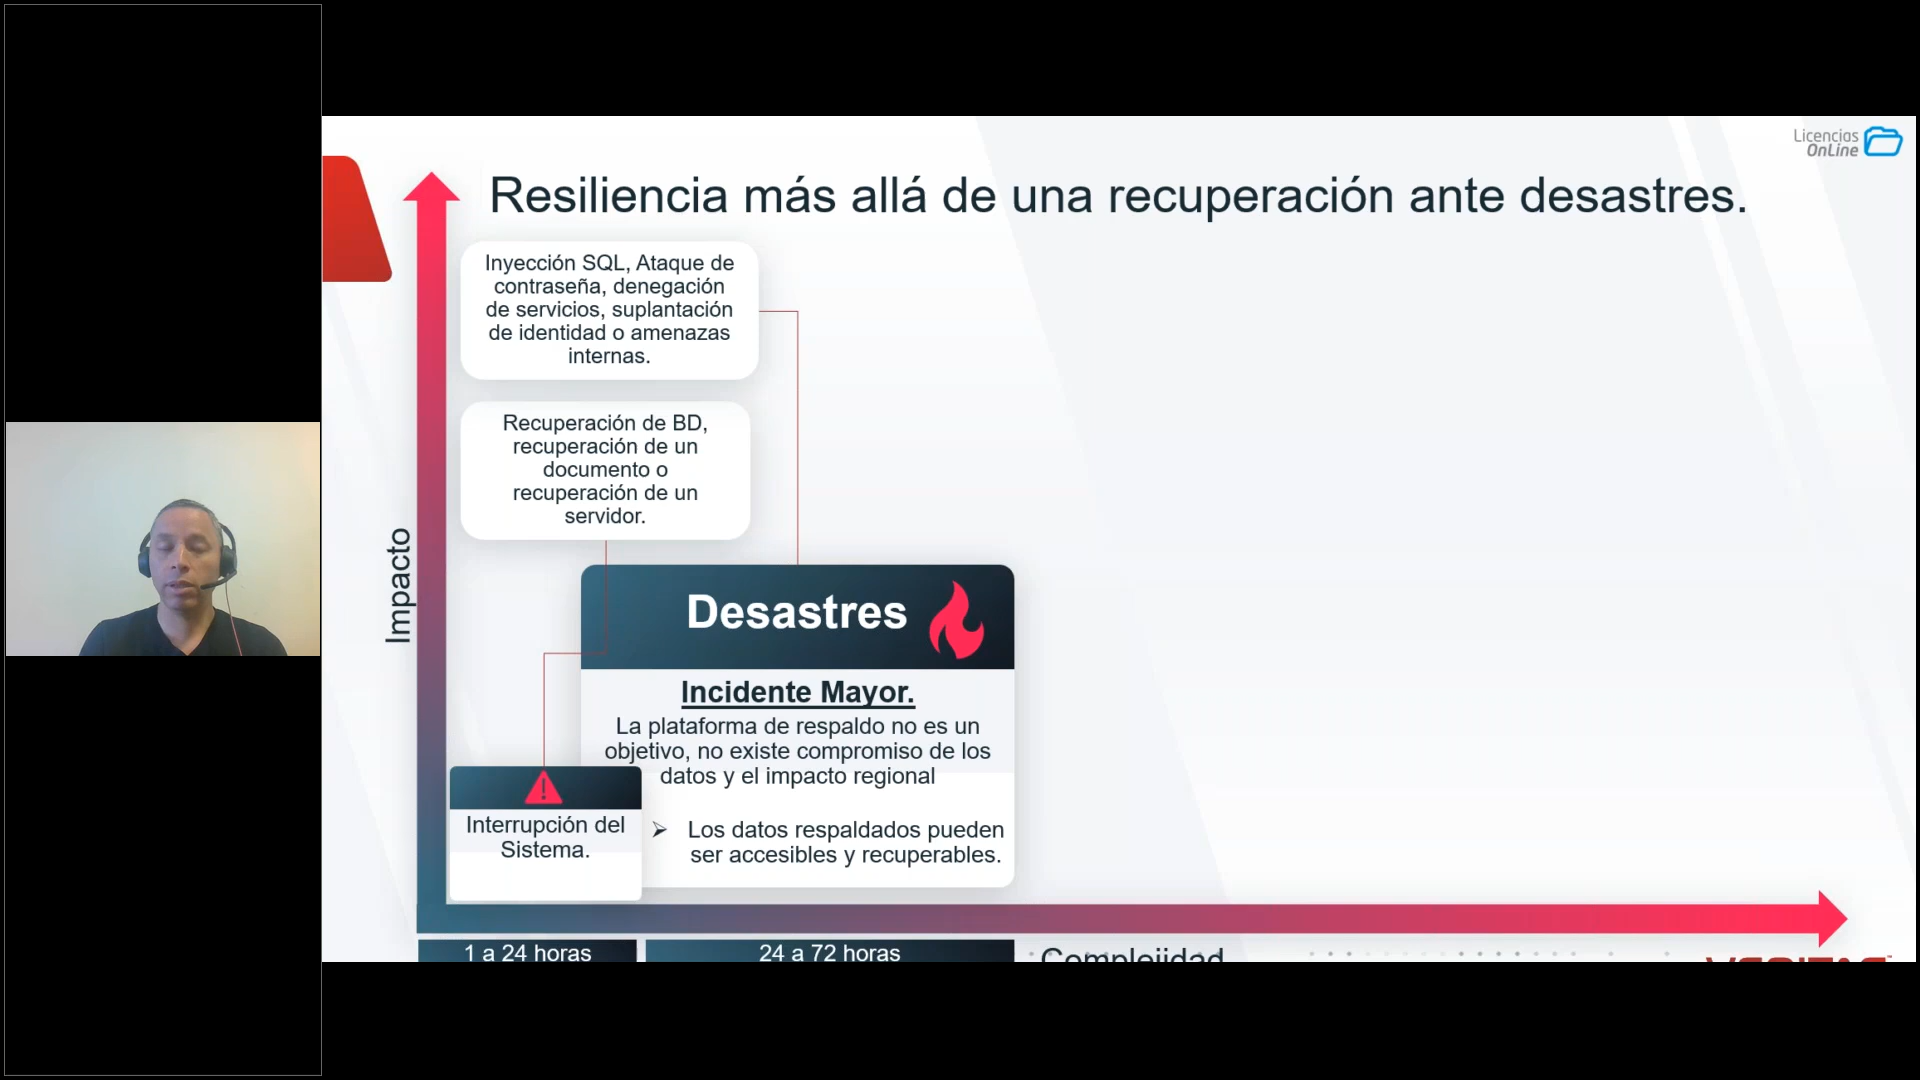 Licencias
OnLine
Resiliencia más allá de una recuperación ante desastres.
Inyección SQL, Ataque de
contraseña, denegación
de servicios, suplantación
de identidad o amenazas
internas.
Recuperación de BD,
recuperación de un
documento o
recuperación de un
servidor.
Impacto
Desastres
Incidente Mayor.
La plataforma de respaldo no es un
objetivo, no existe compromiso de los
datos y el impacto regional
➢ Los datos respaldados pueden
ser accesibles y recuperables.
Interrupción del
Sistema.
1 a 24 horas
24 a 72 horas
Complejidad
VERITAS